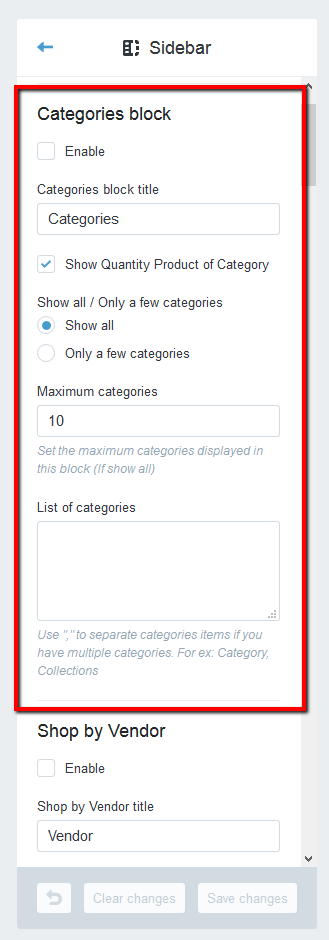 Sidebar
Categories block
Enable
Categories block title
Categories
Show Quantity Product of Category
Show all / Only a few categories
Show all
Only a few categories
Maximum categories
10
Set the maximum categories displayed in
this block (If show all)
List of categories
Use "," to separate categories items if you
have multiple categories. For ex: Category,
Collections
Shop by Vendor
Enable
Shop by Vendor title
Vendor
Clear changes
Save changes